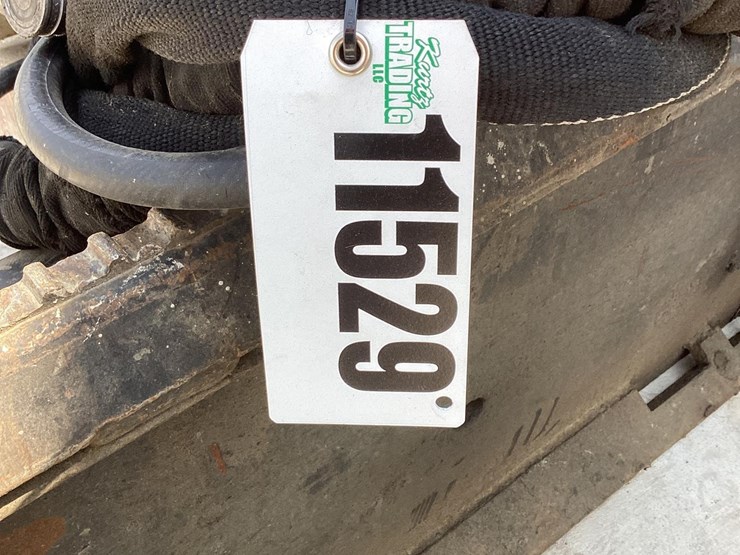 Kurtz
TRADING
LLC
11529.